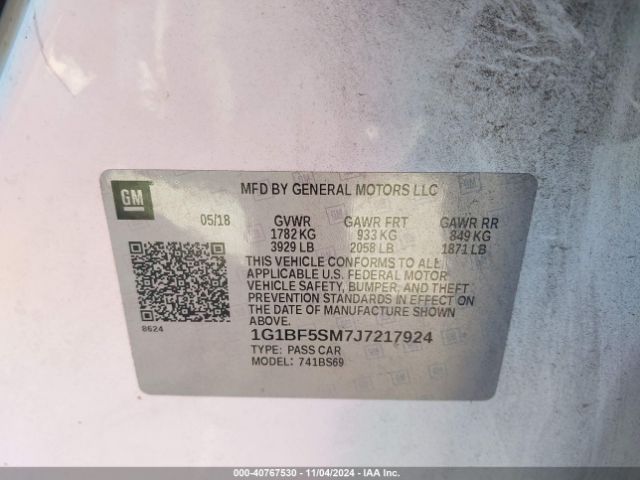 GM
MFD BY GENERAL MOTORS LLC
05/18 GVWR GAWR FRT GAWR RR
1782 KG 933 KG 849 KG
3929 LB 2058 LB 1871 LB
THIS VEHICLE CONFORMS TO ALL
APPLICABLE U.S. FEDERAL MOTOR
VEHICLE SAFETY, BUMPER, AND THEFT
PREVENTION STANDARDS IN EFFECT ON
THE DATE OF MANUFACTURE SHOWN
ABOVE.
8624
1G1BF5SM7J7217924
TYPE: PASS CAR
MODEL: 741BS69
000-40767530 - 11/04/2024 - IAAI.COM